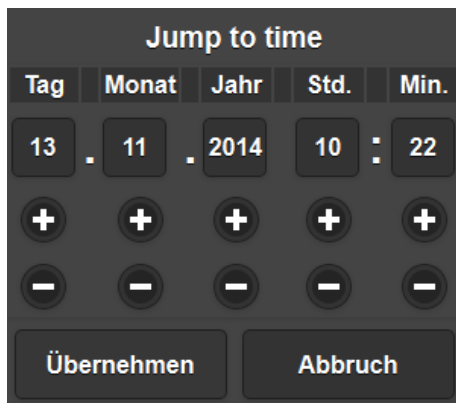 Jump to time
Tag Monat Jahr Std. Min.
13 . 11 . 2014 10 : 22
+ + + + +
− − − − −
Übernehmen Abbruch